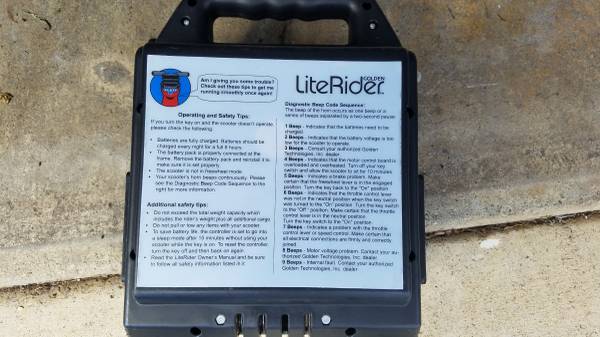 Am I giving you some trouble?
Check out these tips to get me
running smoothly once again!
Operating and Safety Tips:
If you turn the key on and the scooter doesn't operate
please check the following:
• Batteries are fully charged. Batteries should be
charged every night for a full 8 hours.
• The battery pack is properly connected at the
frame. Remove the battery pack and reinstall it to
make sure it is set properly.
• The scooter is not in freewheel mode.
• Your scooter's horn beeps continuously. Please
see the Diagnostic Beep Code Sequence to the
right for more information.
Additional safety tips:
• Do not exceed the total weight capacity which
includes the rider's weight plus all additional cargo.
• Do not pull or tow any items with your scooter.
• To save battery life, the controller is set to go into
a sleep mode after 15 minutes without using your
scooter while the key is on. To reset the controller,
turn the key off and then back on again.
• Read the LiteRider Owner's Manual and be sure
to follow all safety information listed in it.
GOLDEN
LiteRider
Diagnostic Beep Code Sequence:
The beep of the horn occurs as one beep or in a
series of beeps separated by a two-second pause
1 Beep - Indicates that the batteries need to be
charged.
2 Beeps - Indicates that the battery voltage is too
low for the scooter to operate.
3 Beeps - Consult your authorized Golden
Technologies, Inc. dealer.
4 Beeps - Indicates that the motor control board is
overloaded and overheated. Turn off your key
switch and allow the scooter to sit for 10 minutes.
5 Beeps - Indicates a brake problem. Make
certain that the freewheel lever is in the engaged
position. Turn the key back to the "On" position.
6 Beeps - Indicates that the throttle control lever
was not in the neutral position when the key switch
was turned to the "On" position. Turn the key switch
to the "Off" position. Make certain that the throttle
control lever is in the neutral position.
Turn the key switch to the "On" position.
7 Beeps - Indicates a problem with the throttle
control lever or speed control. Make certain that
all electrical connections are firmly and correctly
joined.
8 Beeps - Motor voltage problem. Contact your au-
thorized Golden Technologies, Inc. dealer.
9 Beeps - Internal fault. Contact your authorized
Golden Technologies, Inc. dealer.